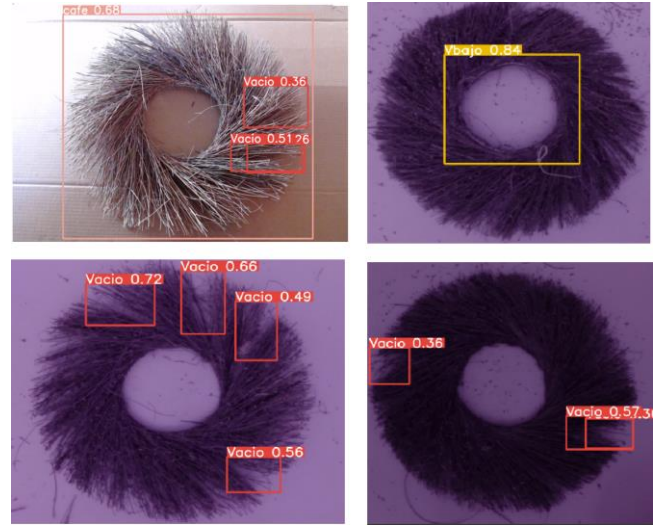 cafe 0.68
Vacio 0.36
Vacio 0.51
Vbajo 0.84
Vacio 0.66
Vacio 0.72
Vacio 0.49
Vacio 0.56
Vacio 0.36
Vacio 0.57